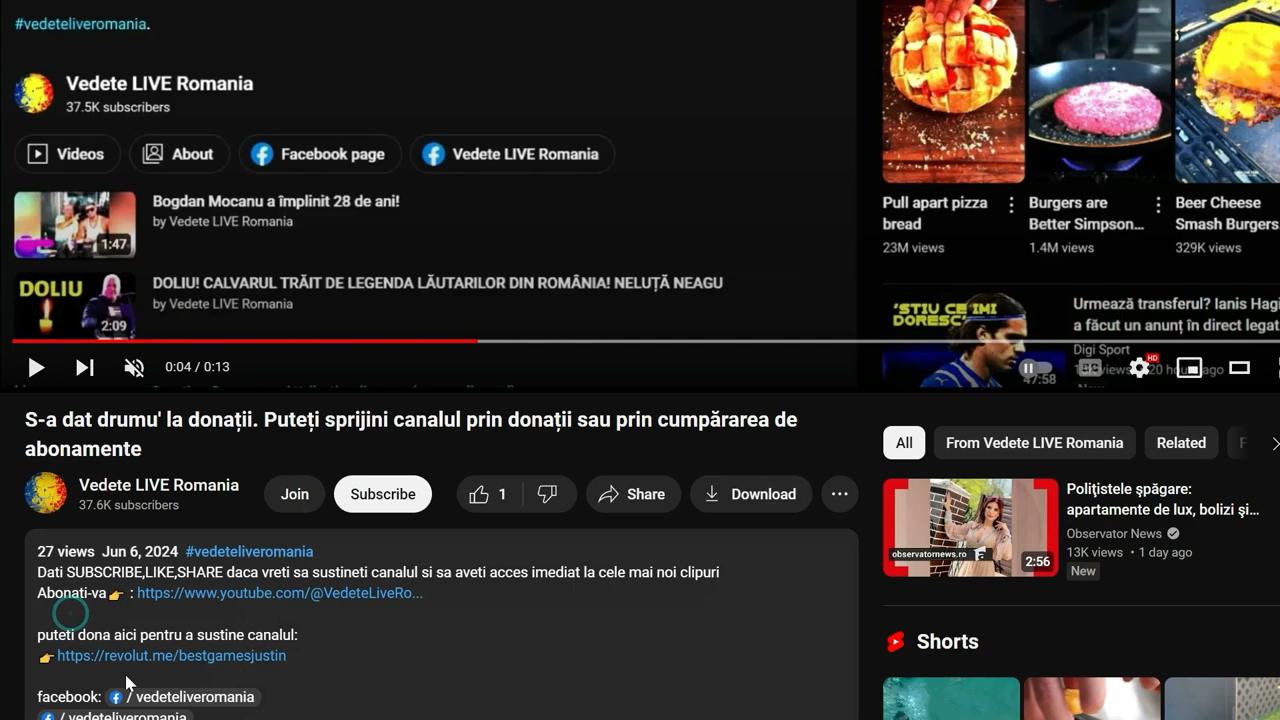 #vedeteliveromania.
Vedete LIVE Romania
37.5K subscribers
Videos
About
Facebook page
Vedete LIVE Romania
Bogdan Mocanu a împlinit 28 de ani!
by Vedete LIVE Romania
1:47
DOLIU! CALVARUL TRĂIT DE LEGENDA LĂUTARILOR DIN ROMÂNIA! NELUȚĂ NEAGU
by Vedete LIVE Romania
DOLIU
2:09
0:04 / 0:13
Pull apart pizza
bread
23M views
Burgers are
Better Simpson...
1.4M views
Beer Cheese
Smash Burgers
329K views
'STIU CE IMI
DORESC'
47:58
Urmează transferul? Ianis Hagi
a făcut un anunț în direct legat
Digi Sport
HD
S-a dat drumu' la donații. Puteți sprijini canalul prin donații sau prin cumpărarea de
abonamente
Vedete LIVE Romania
37.6K subscribers
Join
Subscribe
1
Share
Download
27 views Jun 6, 2024 #vedeteliveromania
Dati SUBSCRIBE,LIKE,SHARE daca vreti sa sustineti canalul si sa aveti acces imediat la cele mai noi clipuri
Abonati-va👉 : https://www.youtube.com/@VedeteLiveRo...
puteti dona aici pentru a sustine canalul:
👉https://revolut.me/bestgamesjustin
facebook: / vedeteliveromania
/ vedeteliveromania
All
From Vedete LIVE Romania
Related
Polițistele șpăgare:
apartamente de lux, bolizi și...
Observator News
13K views • 1 day ago
New
observatornews.ro
2:56
Shorts